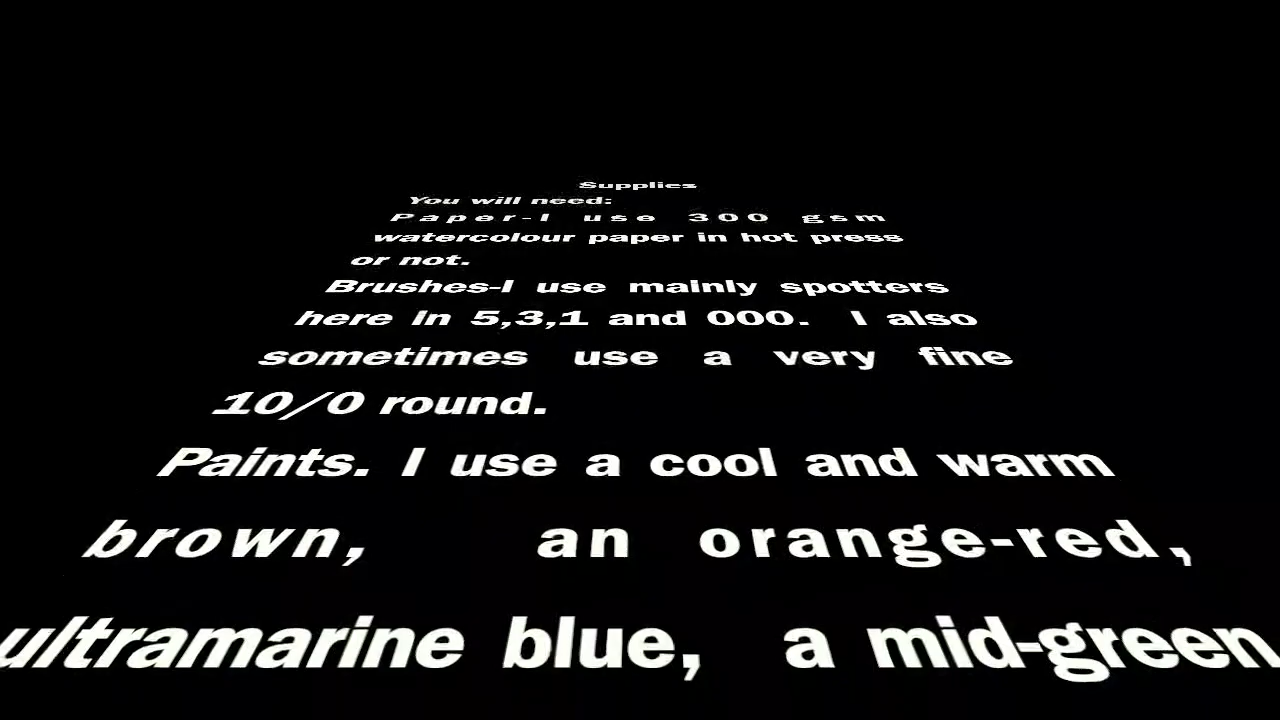 Supplies
You will need:
Paper-I use 300 gsm
watercolour paper in hot press
or not.
Brushes-I use mainly spotters
here in 5,3,1 and 000. I also
sometimes use a very fine
10/0 round.
Paints. I use a cool and warm
brown, an orange-red,
ultramarine blue, a mid-green